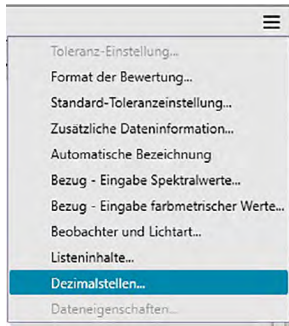 Toleranz-Einstellung...
Format der Bewertung...
Standard-Toleranzeinstellung...
Zusätzliche Dateninformation...
Automatische Bezeichnung
Bezug - Eingabe Spektralwerte...
Bezug - Eingabe farbmetrischer Werte...
Beobachter und Lichtart...
Listeninhalte...
Dezimalstellen...
Dateneigenschaften...